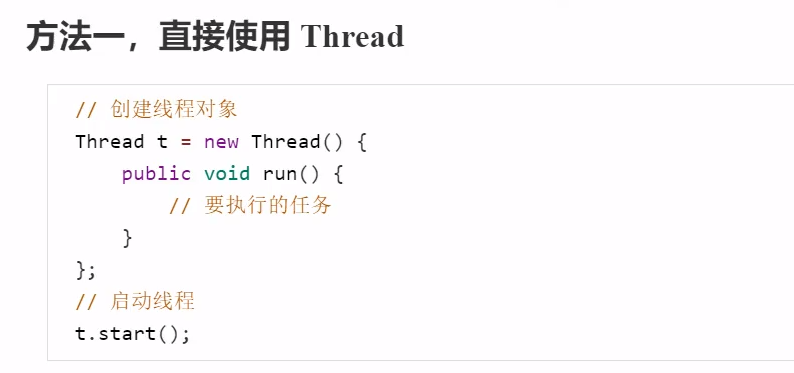 方法一，直接使用 Thread
// 创建线程对象
Thread t = new Thread() {
    public void run() {
        // 要执行的任务
    }
};
// 启动线程
t.start();